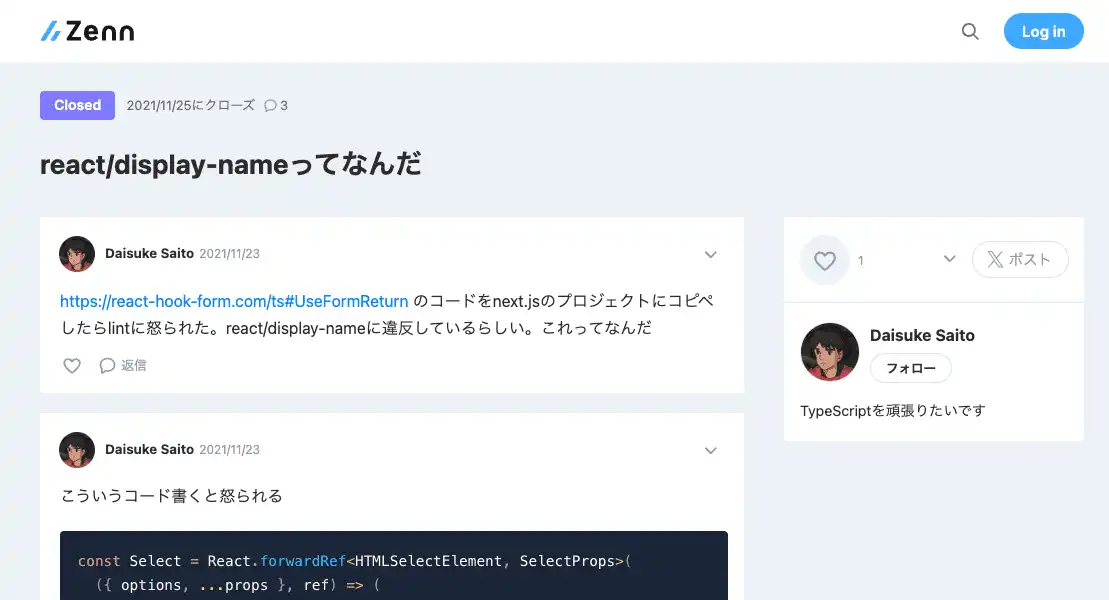 Zenn
Log in
Closed 2021/11/25にクローズ 3
react/display-nameってなんだ
Daisuke Saito 2021/11/23
https://react-hook-form.com/ts#UseFormReturn のコードをnext.jsのプロジェクトにコピペ
したらlintに怒られた。react/display-nameに違反しているらしい。これってなんだ
返信
1
ポスト
Daisuke Saito
フォロー
TypeScriptを頑張りたいです
Daisuke Saito 2021/11/23
こういうコード書くと怒られる
const Select = React.forwardRef<HTMLSelectElement, SelectProps>(
({ options, ...props }, ref) => (